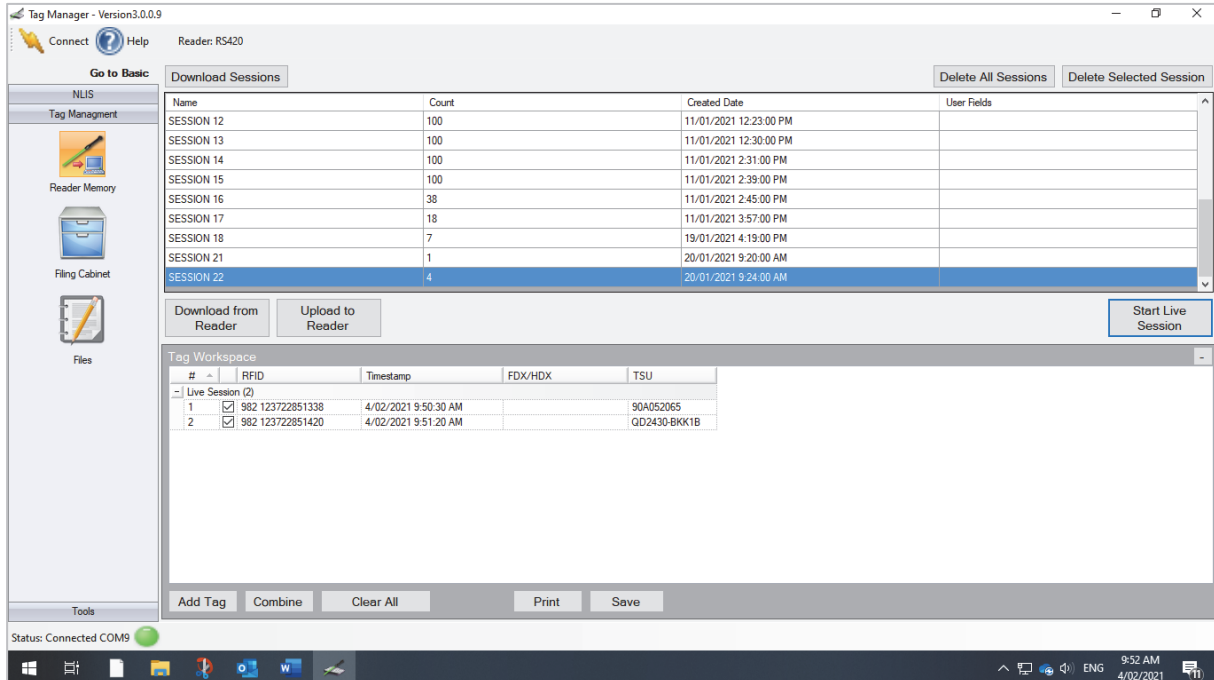 Tag Manager - Version3.0.0.9
Connect Help Reader: RS420
Go to Basic Download Sessions Delete All Sessions Delete Selected Session
NLIS
Tag Managment
Reader Memory
Filing Cabinet
Files
Name Count Created Date User Fields
SESSION 12 100 11/01/2021 12:23:00 PM
SESSION 13 100 11/01/2021 12:30:00 PM
SESSION 14 100 11/01/2021 2:31:00 PM
SESSION 15 100 11/01/2021 2:39:00 PM
SESSION 16 38 11/01/2021 2:45:00 PM
SESSION 17 18 11/01/2021 3:57:00 PM
SESSION 18 7 19/01/2021 4:19:00 PM
SESSION 21 1 20/01/2021 9:20:00 AM
SESSION 22 4 20/01/2021 9:24:00 AM
Download from Reader Upload to Reader Start Live Session
Tag Workspace
# RFID Timestamp FDX/HDX TSU
Live Session (2)
1 982 123722851338 4/02/2021 9:50:30 AM 90A052065
2 982 123722851420 4/02/2021 9:51:20 AM QD2430-BKK1B
Add Tag Combine Clear All Print Save
Tools
Status: Connected COM9
ENG 9:52 AM
4/02/2021 11